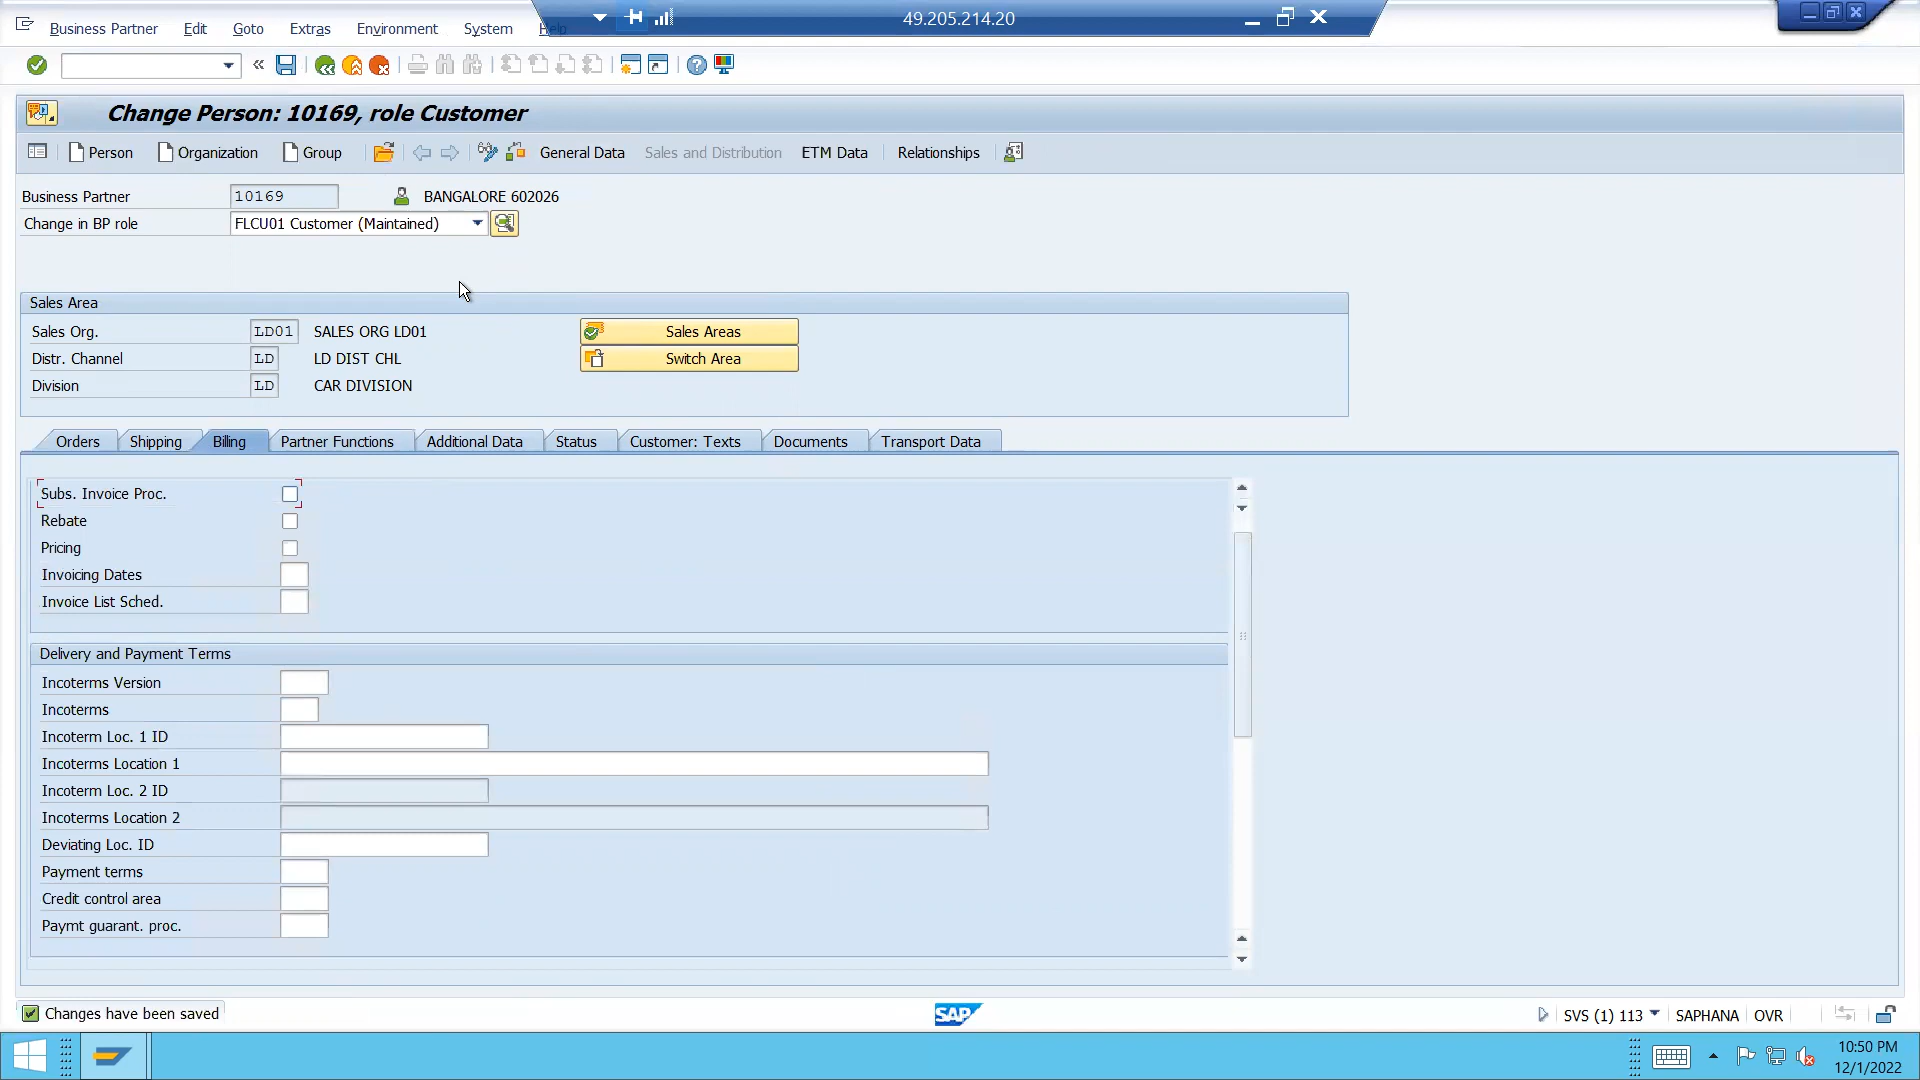 49.205.214.20
Business Partner Edit Goto Extras Environment System Help
Change Person: 10169, role Customer
Person Organization Group General Data Sales and Distribution ETM Data Relationships
Business Partner 10169 BANGALORE 602026
Change in BP role FLCU01 Customer (Maintained)
Sales Area
Sales Org. LD01 SALES ORG LD01 Sales Areas
Distr. Channel LD LD DIST CHL Switch Area
Division LD CAR DIVISION
Orders Shipping Billing Partner Functions Additional Data Status Customer: Texts Documents Transport Data
Subs. Invoice Proc.
Rebate
Pricing
Invoicing Dates
Invoice List Sched.
Delivery and Payment Terms
Incoterms Version
Incoterms
Incoterm Loc. 1 ID
Incoterms Location 1
Incoterm Loc. 2 ID
Incoterms Location 2
Deviating Loc. ID
Payment terms
Credit control area
Paymt guarant. proc.
Changes have been saved SAP SVS (1) 113 SAPHANA OVR
10:50 PM
12/1/2022